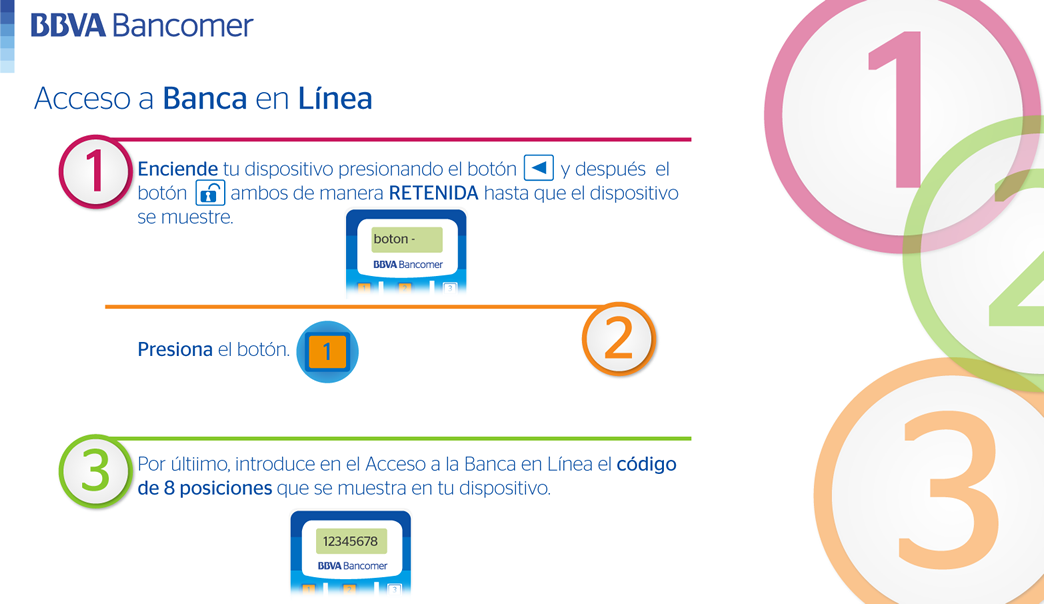 BBVA Bancomer
Acceso a Banca en Línea
1
Enciende tu dispositivo presionando el botón y después el
botón ambos de manera RETENIDA hasta que el dispositivo
se muestre.
boton -
BBVA Bancomer
Presiona el botón. 1
2
3
Por últiimo, introduce en el Acceso a la Banca en Línea el código
de 8 posiciones que se muestra en tu dispositivo.
12345678
BBVA Bancomer
1
2
3